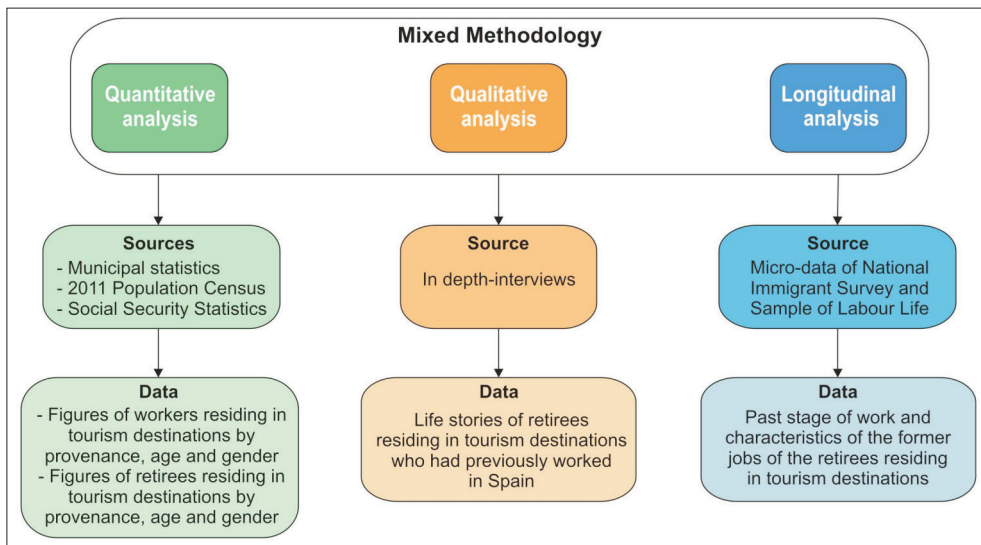 Mixed Methodology
Quantitative
analysis
Qualitative
analysis
Longitudinal
analysis
Sources
- Municipal statistics
- 2011 Population Census
- Social Security Statistics
Source
In depth-interviews
Source
Micro-data of National
Immigrant Survey and
Sample of Labour Life
Data
- Figures of workers residing in
tourism destinations by
provenance, age and gender
- Figures of retirees residing in
tourism destinations by
provenance, age and gender
Data
Life stories of retirees
residing in tourism destinations
who had previously worked
in Spain
Data
Past stage of work and
characteristics of the former
jobs of the retirees residing
in tourism destinations